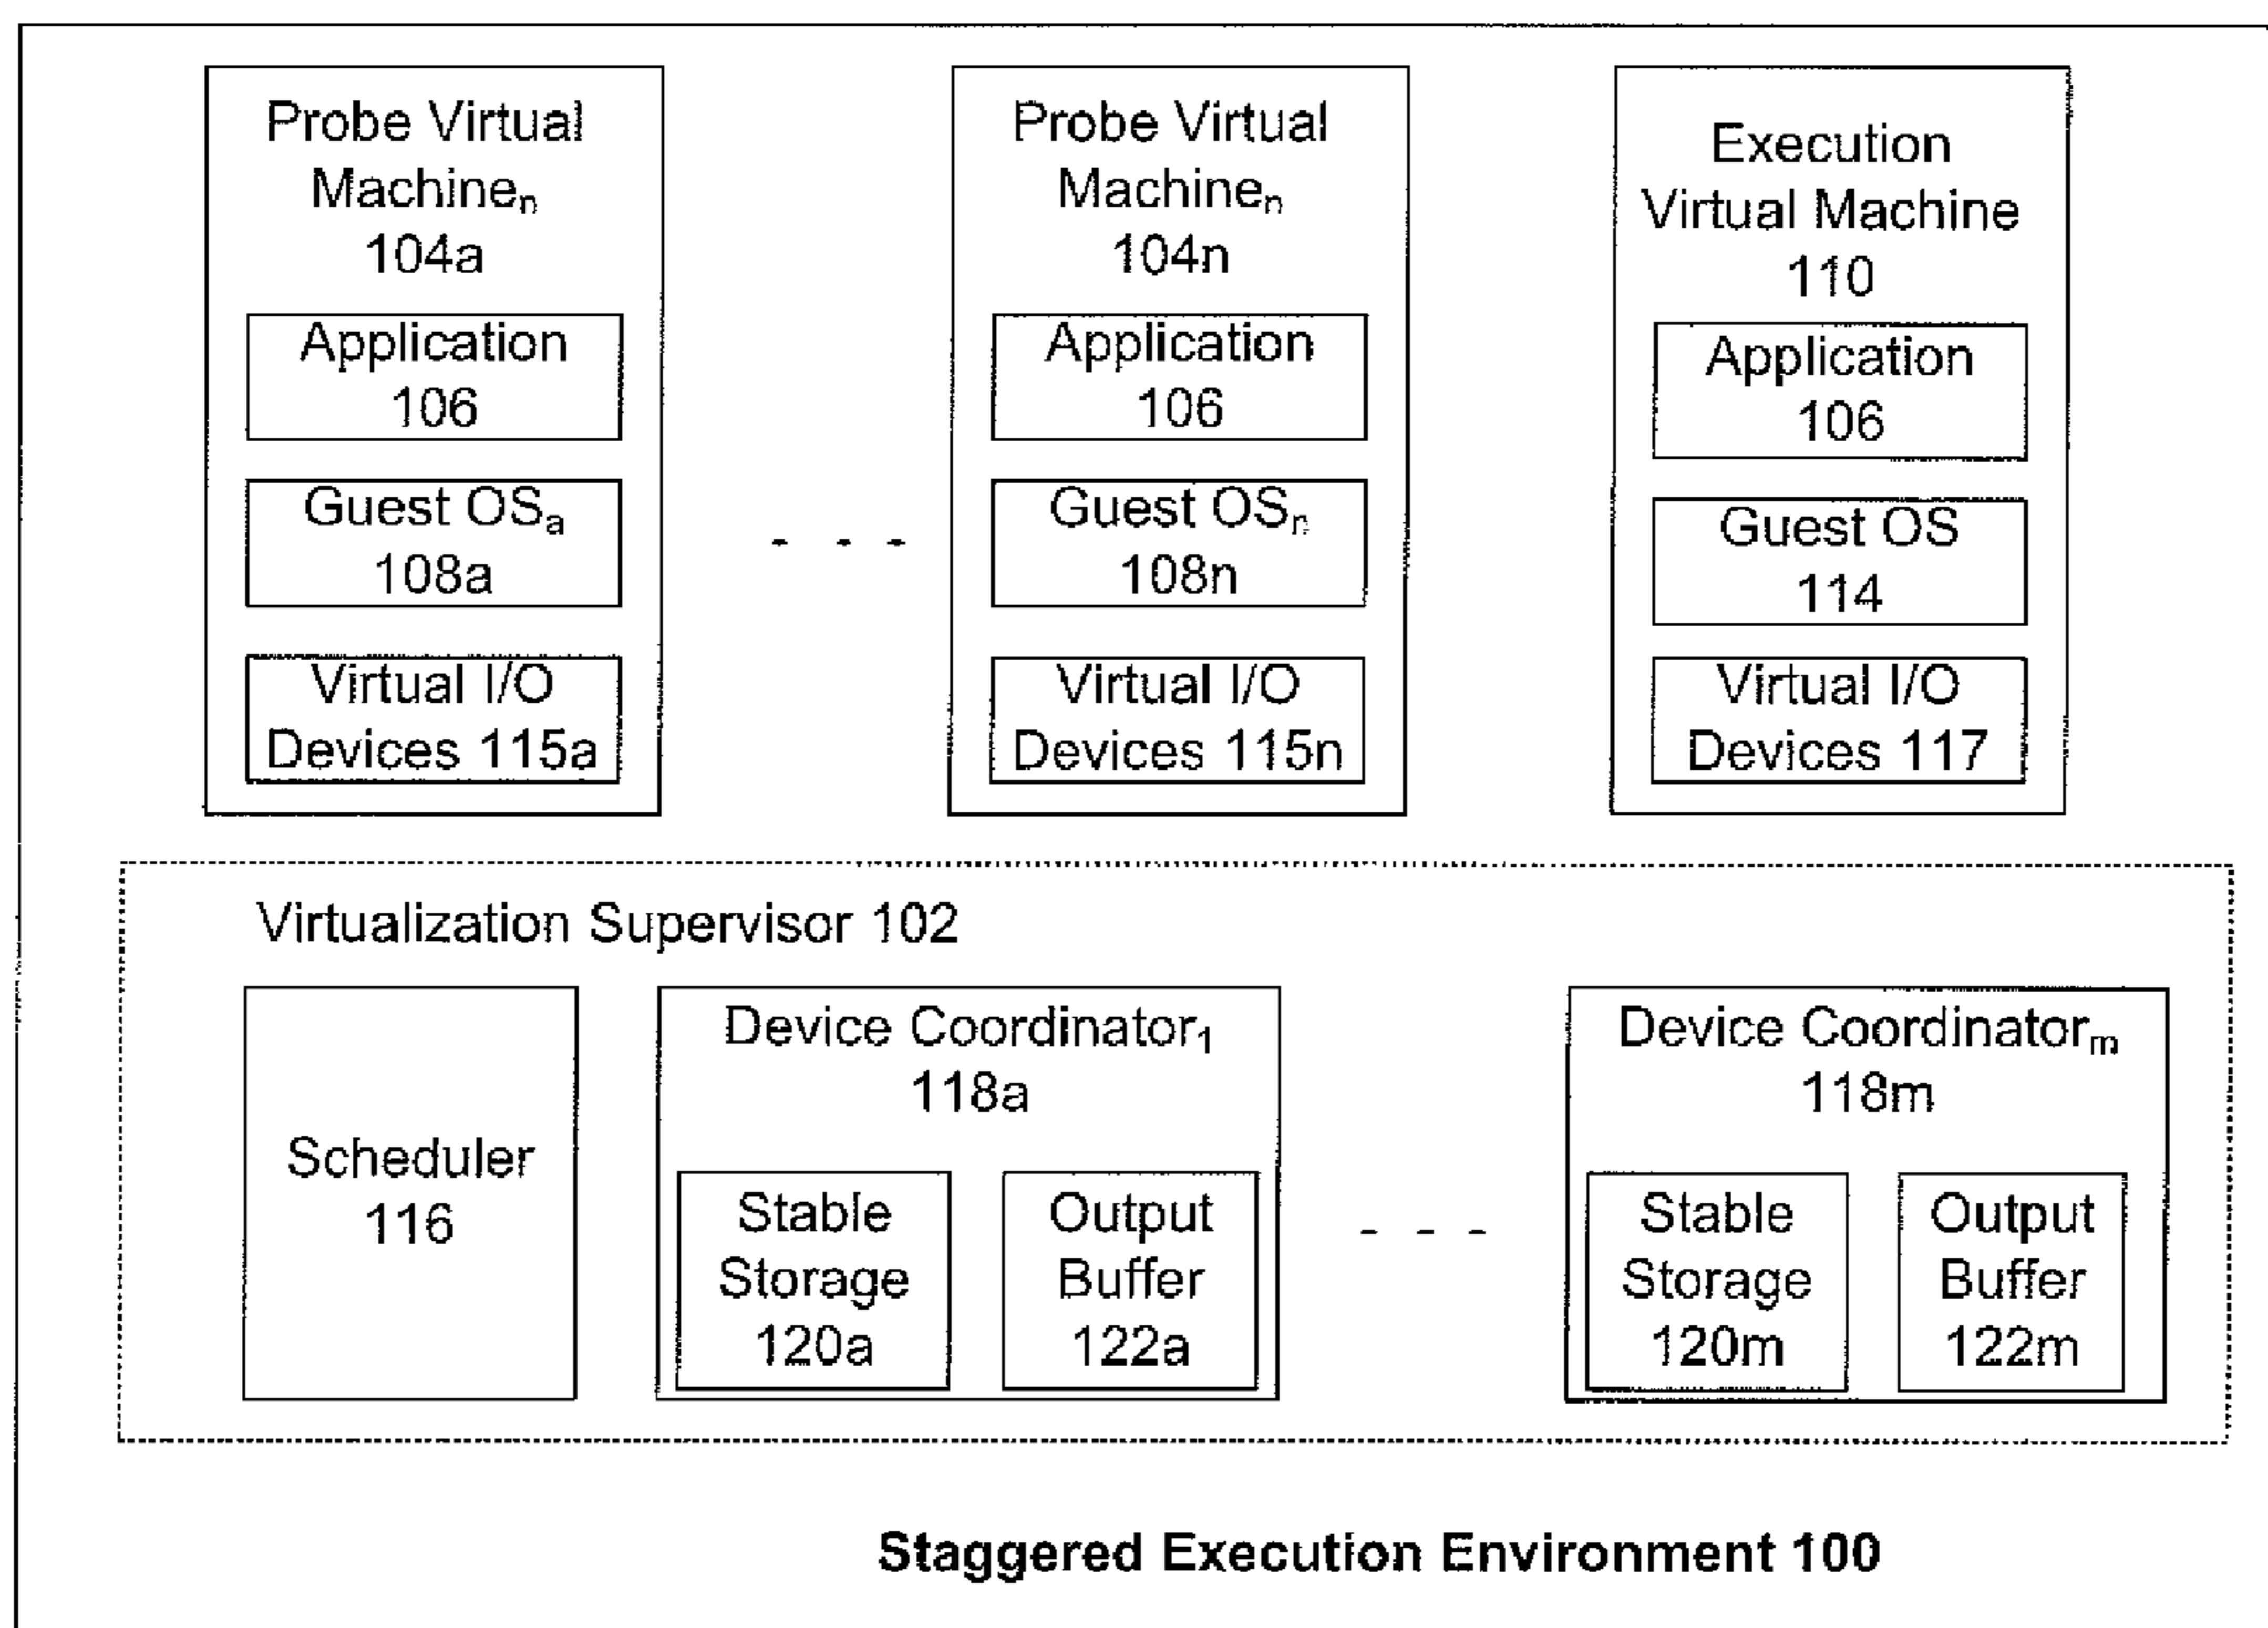 Probe Virtual
Machineₙ
104a
Application
106
Guest OSₐ
108a
Virtual I/O
Devices 115a
Probe Virtual
Machineₙ
104n
Application
106
Guest OSₙ
108n
Virtual I/O
Devices 115n
Execution
Virtual Machine
110
Application
106
Guest OS
114
Virtual I/O
Devices 117
Virtualization Supervisor 102
Scheduler
116
Device Coordinator₁
118a
Stable
Storage
120a
Output
Buffer
122a
Device Coordinatorₘ
118m
Stable
Storage
120m
Output
Buffer
122m
Staggered Execution Environment 100